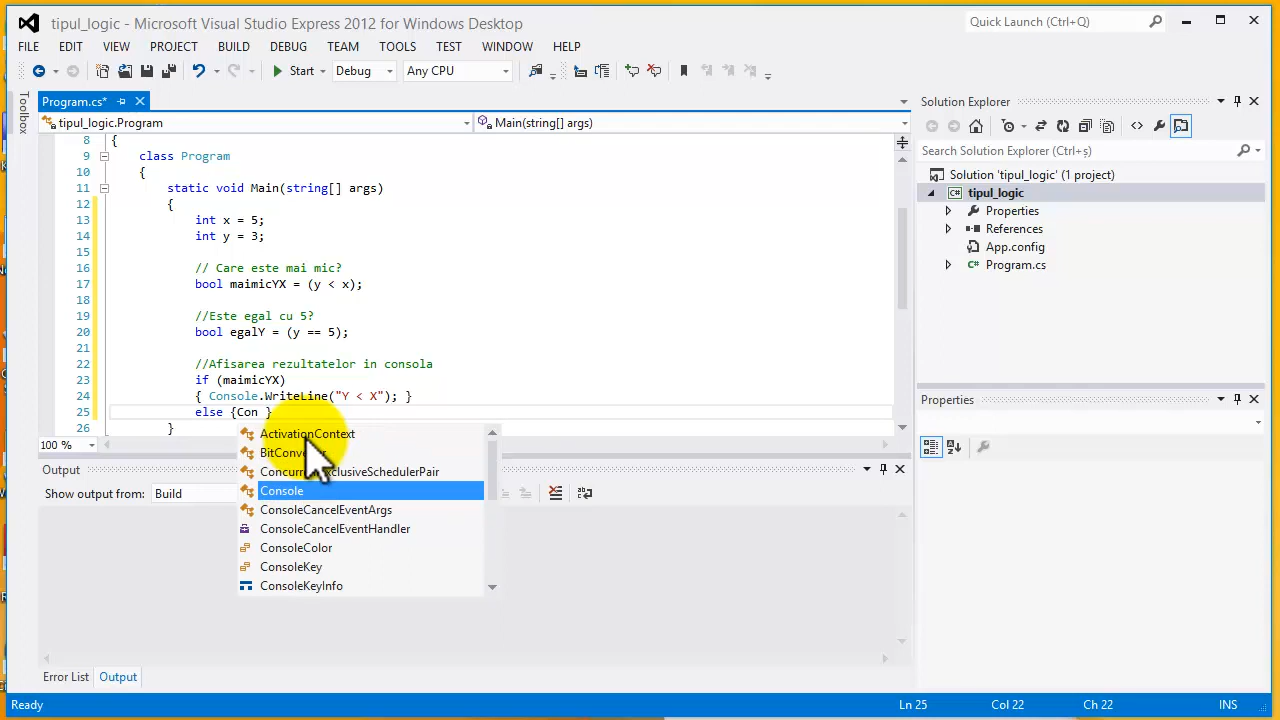 tipul_logic - Microsoft Visual Studio Express 2012 for Windows Desktop
Quick Launch (Ctrl+Q)
FILE EDIT VIEW PROJECT BUILD DEBUG TEAM TOOLS TEST WINDOW HELP
Start Debug Any CPU
Toolbox
Program.cs*
tipul_logic.Program Main(string[] args)
8 {
9 class Program
10 {
11 static void Main(string[] args)
12 {
13 int x = 5;
14 int y = 3;
15
16 // Care este mai mic?
17 bool maimicYX = (y < x);
18
19 //Este egal cu 5?
20 bool egalY = (y == 5);
21
22 //Afisarea rezultatelor in consola
23 if (maimicYX)
24 { Console.WriteLine("Y < X"); }
25 else {Con }
26 }
100 %
ActivationContext
Console
ConsoleCancelEventArgs
ConsoleCancelEventHandler
ConsoleColor
ConsoleKey
ConsoleKeyInfo
Output
Show output from: Build
Error List Output
Solution Explorer
Search Solution Explorer (Ctrl+ş)
Solution 'tipul_logic' (1 project)
tipul_logic
Properties
References
App.config
Program.cs
Properties
Ready Ln 25 Col 22 Ch 22 INS